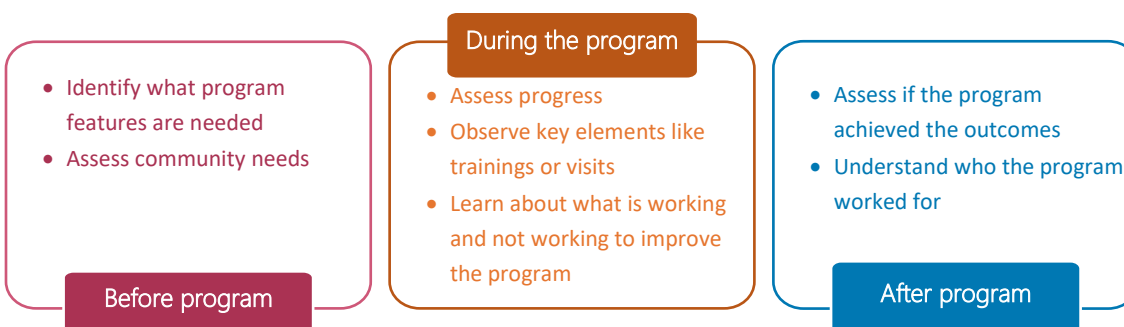 • Identify what program
features are needed
• Assess community needs
Before program
During the program
• Assess progress
• Observe key elements like
trainings or visits
• Learn about what is working
and not working to improve
the program
• Assess if the program
achieved the outcomes
• Understand who the program
worked for
After program